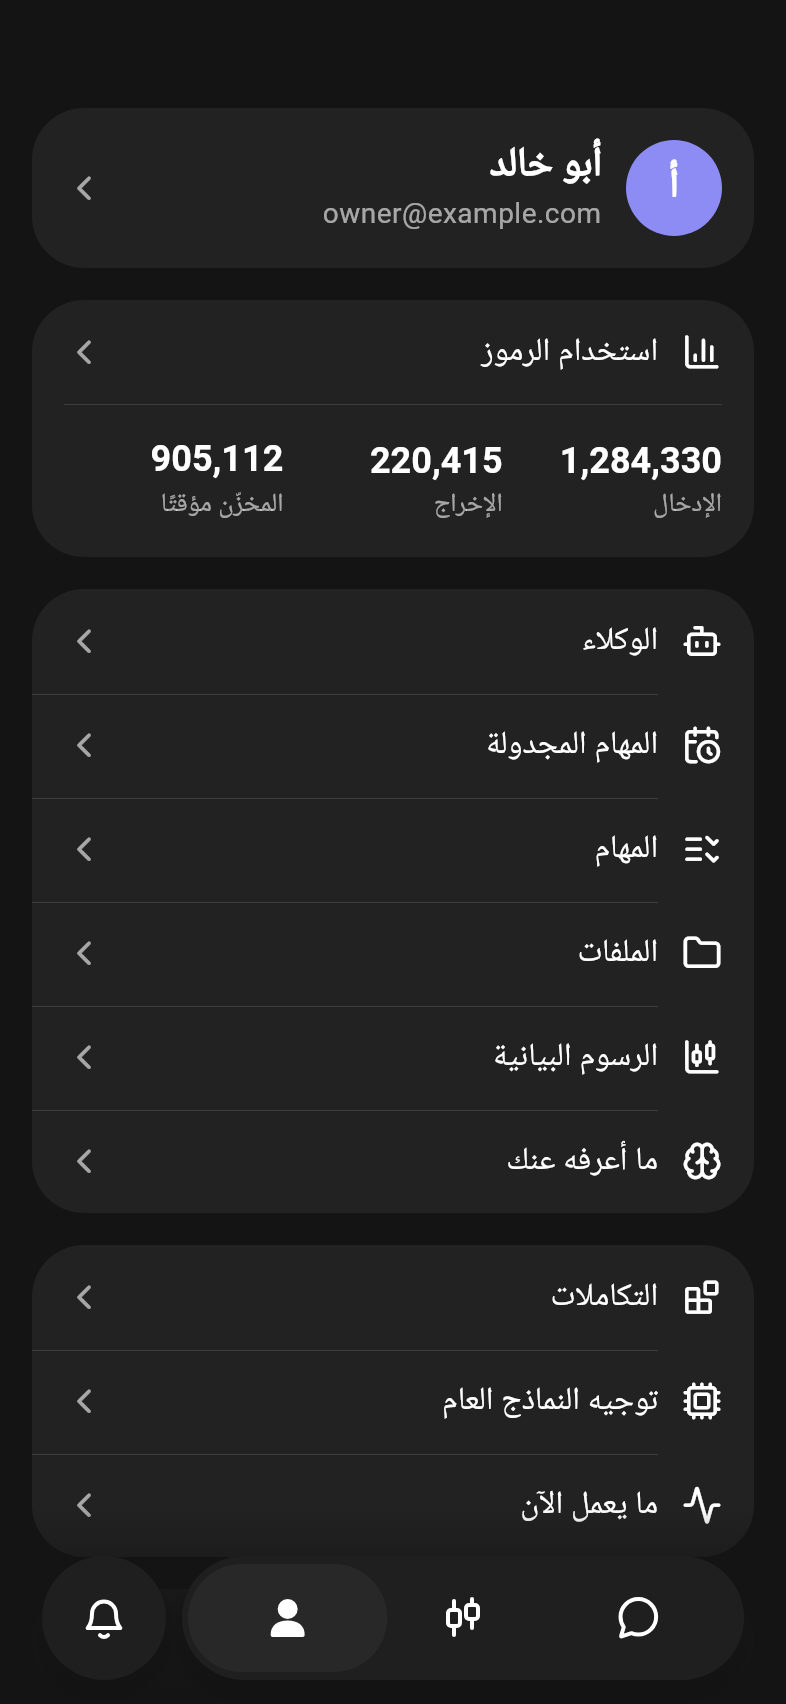 أبو خالد
أ
owner@example.com
استخدام الرموز
1,284,330
220,415
905,112
الإدخال
الإخراج
المخزّن مؤقتًا
الوكلاء
المهام المجدولة
المهام
الملفات
الرسوم البيانية
ما أعرفه عنك
التكاملات
توجيه النماذج العام
ما يعمل الآن